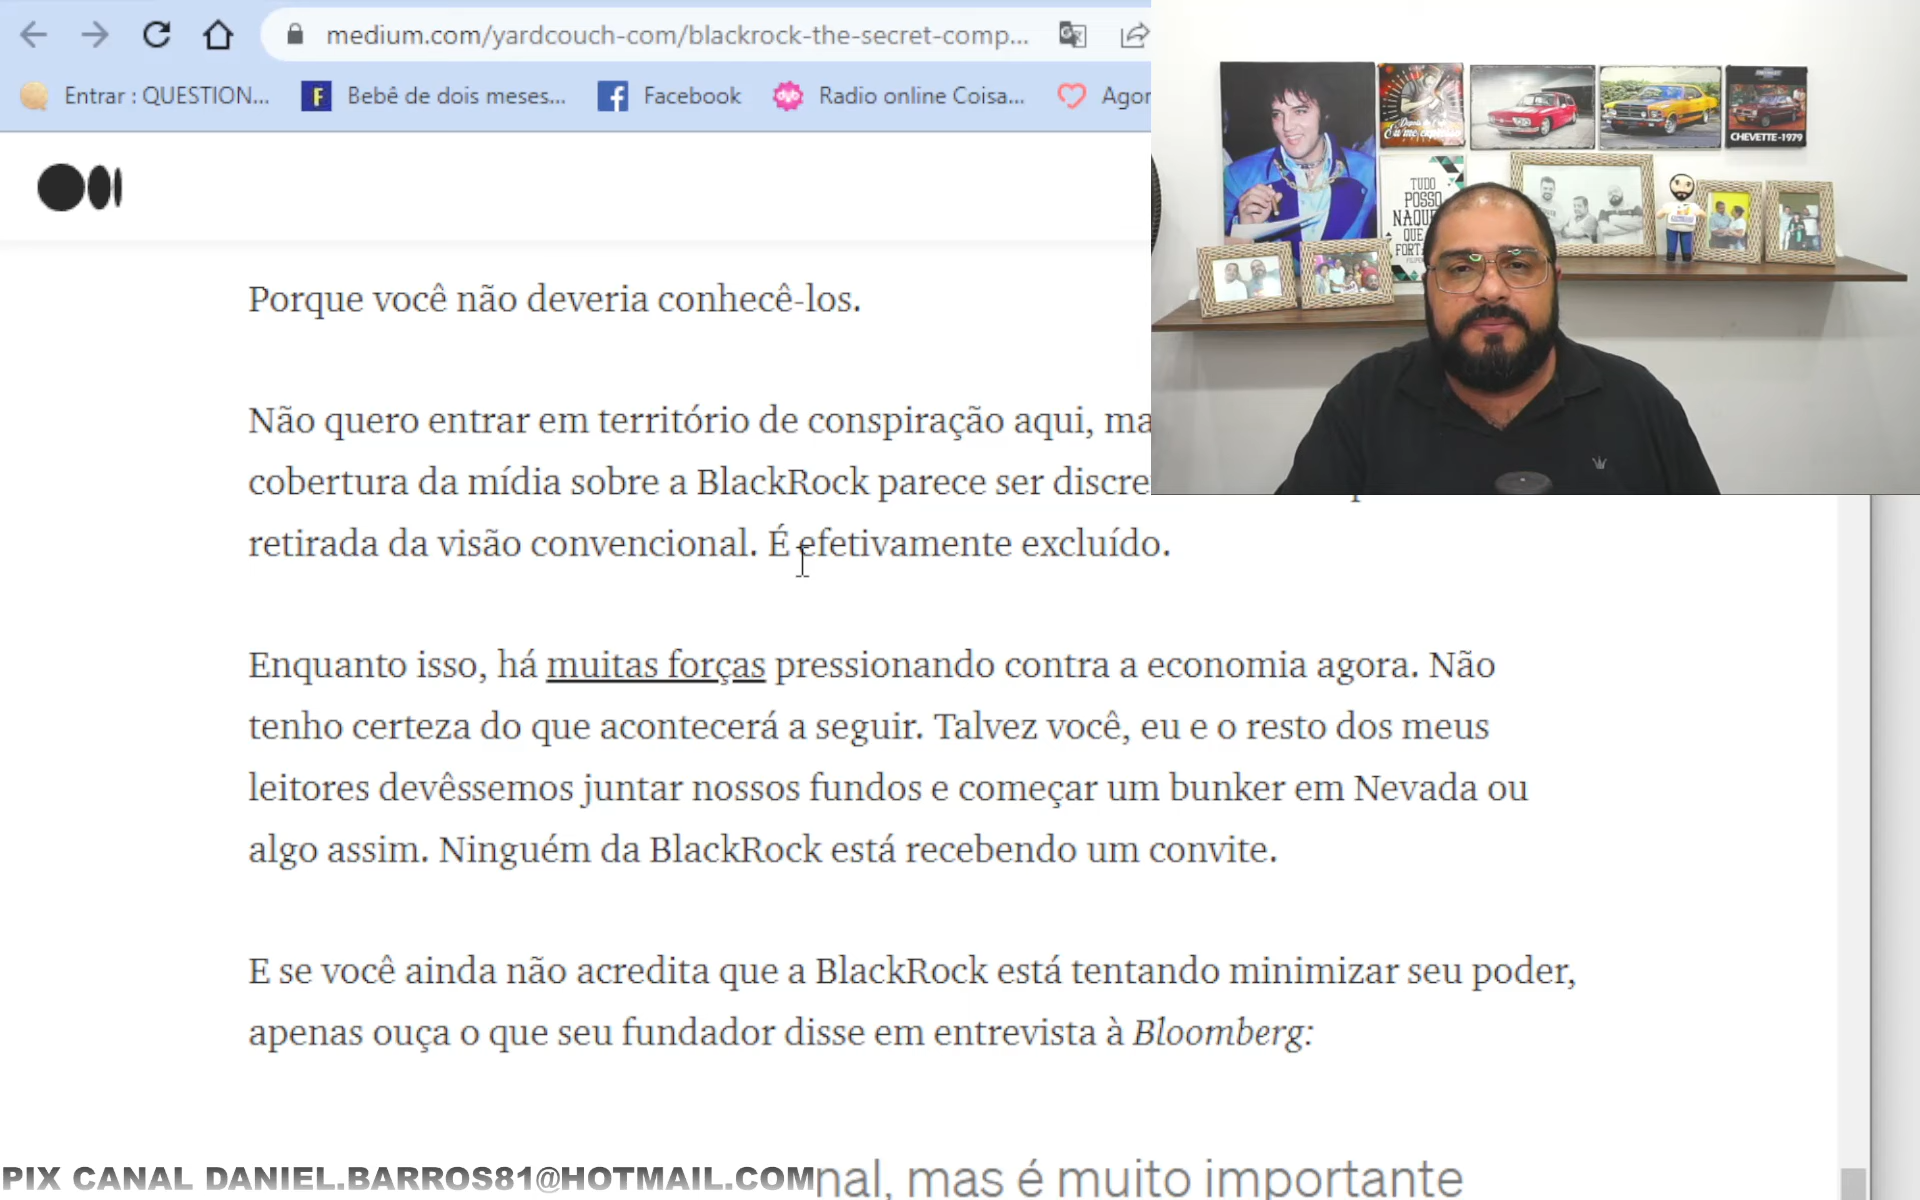 medium.com/yardcouch-com/blackrock-the-secret-comp...
Entrar : QUESTION... Bebê de dois meses... Facebook Radio online Coisa... Agor
Porque você não deveria conhecê-los.
Não quero entrar em território de conspiração aqui, ma
cobertura da mídia sobre a BlackRock parece ser discre
retirada da visão convencional. É efetivamente excluído.
Enquanto isso, há muitas forças pressionando contra a economia agora. Não
tenho certeza do que acontecerá a seguir. Talvez você, eu e o resto dos meus
leitores devêssemos juntar nossos fundos e começar um bunker em Nevada ou
algo assim. Ninguém da BlackRock está recebendo um convite.
E se você ainda não acredita que a BlackRock está tentando minimizar seu poder,
apenas ouça o que seu fundador disse em entrevista à Bloomberg:
nal, mas é muito importante
PIX CANAL DANIEL.BARROS81@HOTMAIL.COM
CHEVETTE-1979
TUDO
POSSO
NAQU
QUE
FORT